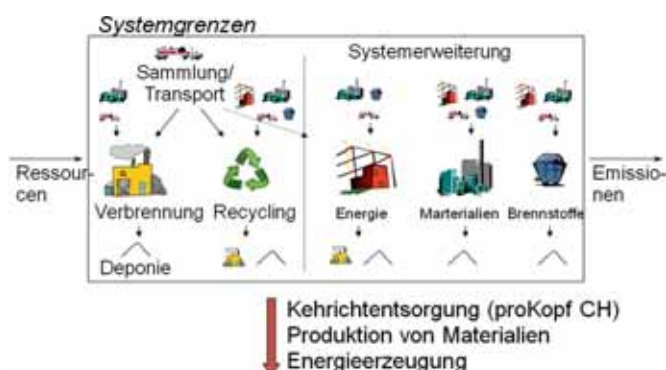 Systemgrenzen
Systemerweiterung
Sammlung/
Transport
Ressour-
cen
Emissio-
nen
Verbrennung
Recycling
Energie
Marterialien
Brennstoffe
Deponie
Kehrichtentsorgung (proKopf CH)
Produktion von Materialien
Energieerzeugung